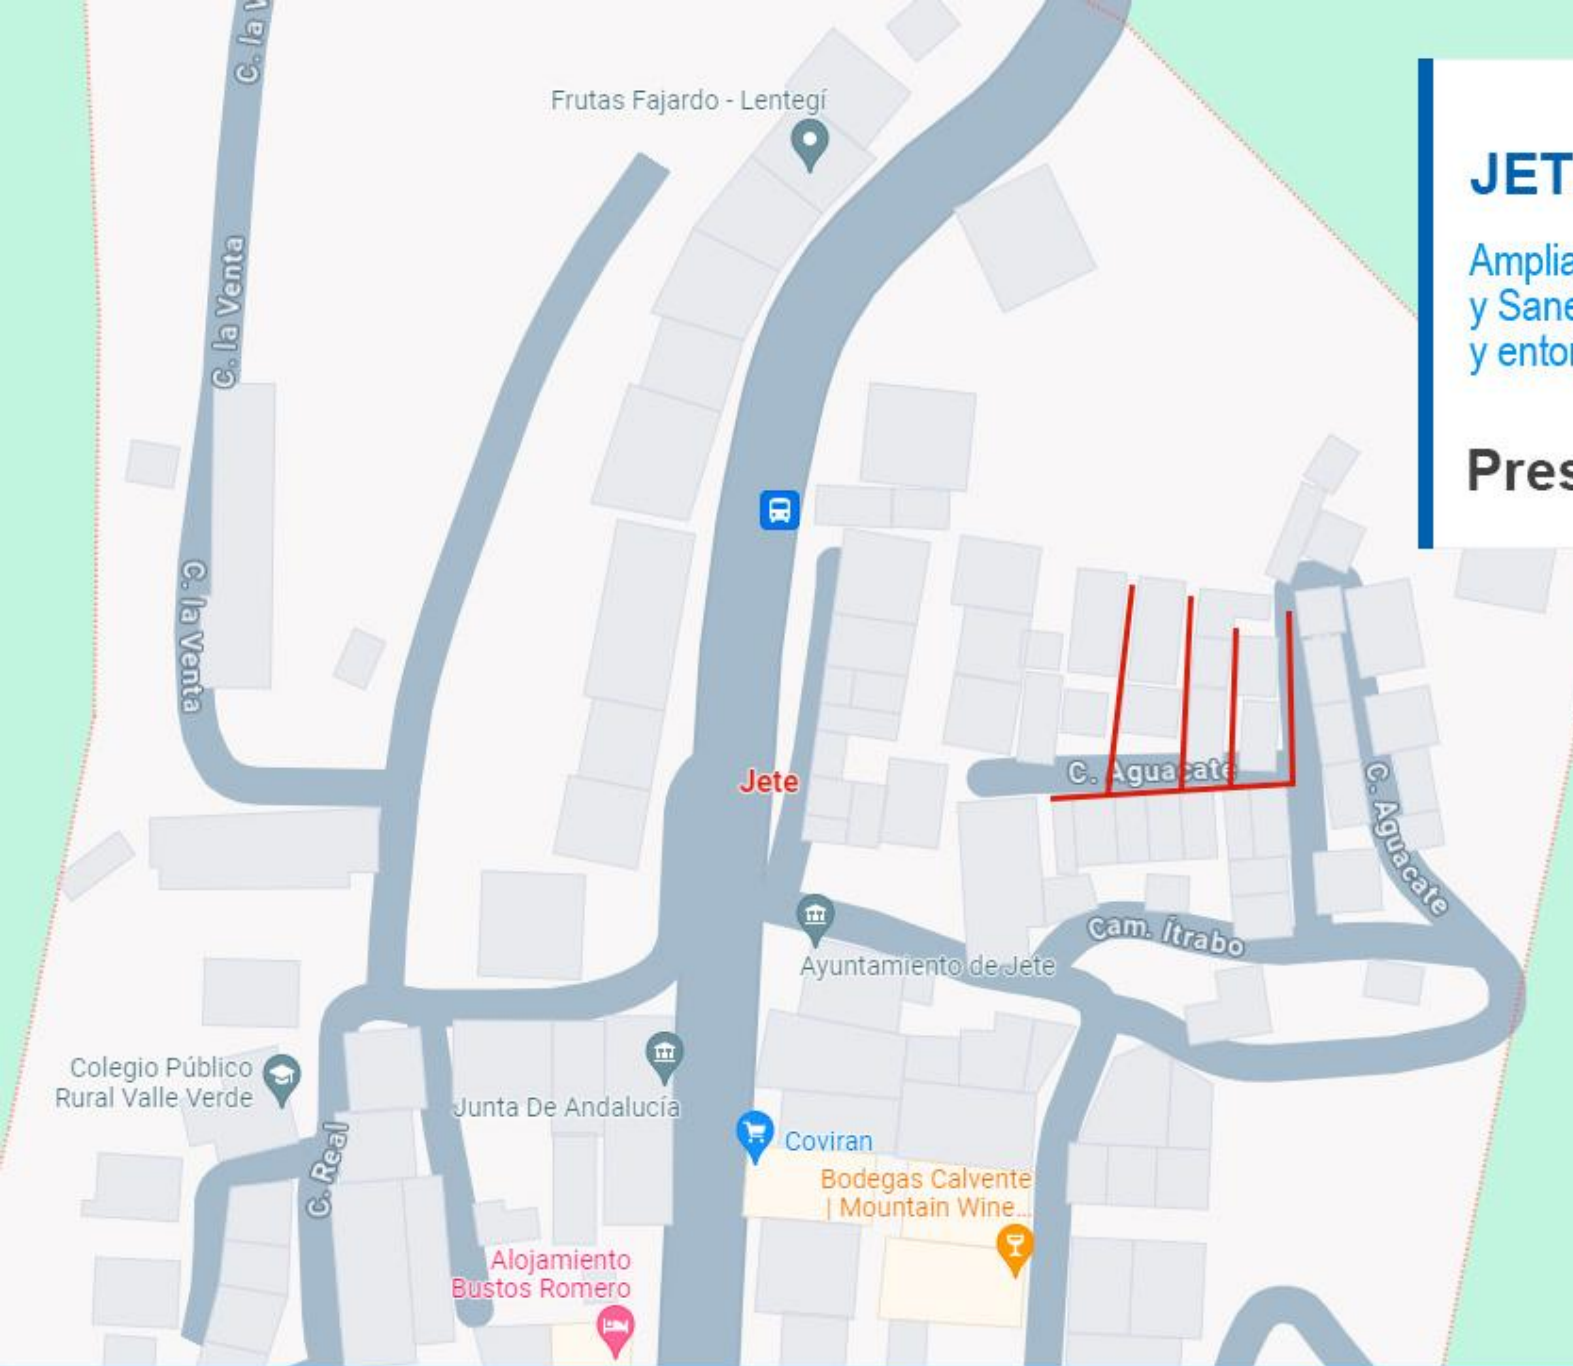 C. la
Frutas Fajardo - Lentegí
JET
Amplia
y Sane
y ento
Pres
C. la Venta
C. la Venta
Jete
C. Aguacate
C. Aguacate
Cam. Ítrabo
Ayuntamiento de Jete
Colegio Público
Rural Valle Verde
Junta De Andalucía
Coviran
C. Real
Bodegas Calvente
| Mountain Wine...
Alojamiento
Bustos Romero